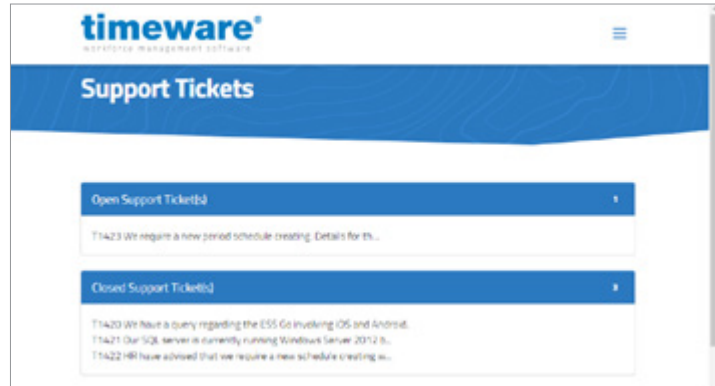 timeware®
workforce management software
Support Tickets
Open Support Ticket(s) 1
T1423 We require a new period schedule creating. Details for th...
Closed Support Ticket(s) 3
T1420 We have a query regarding the ESS Go involving iOS and Android.
T1421 Our SQL server is currently running Windows Server 2012 b...
T1422 HR have advised that we require a new schedule creating w...